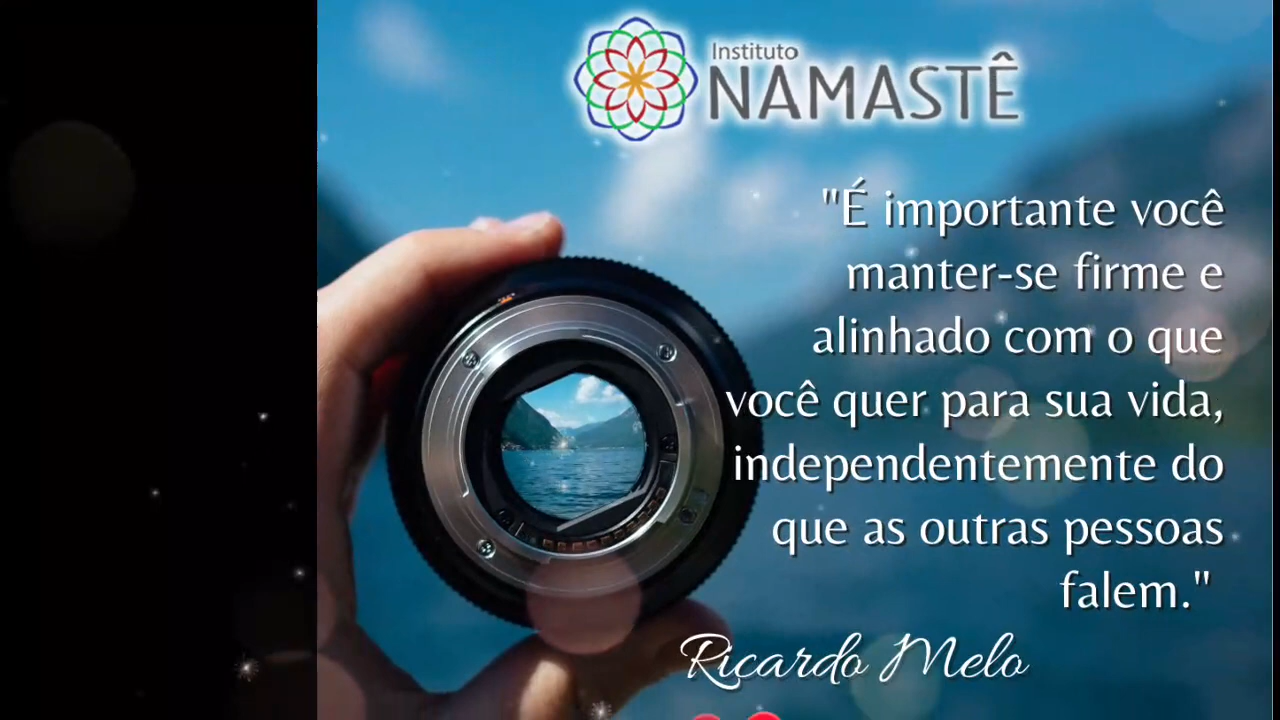 Instituto
NAMASTÊ
"É importante você
manter-se firme e
alinhado com o que
você quer para sua vida,
independentemente do
que as outras pessoas
falem."
Ricardo Melo